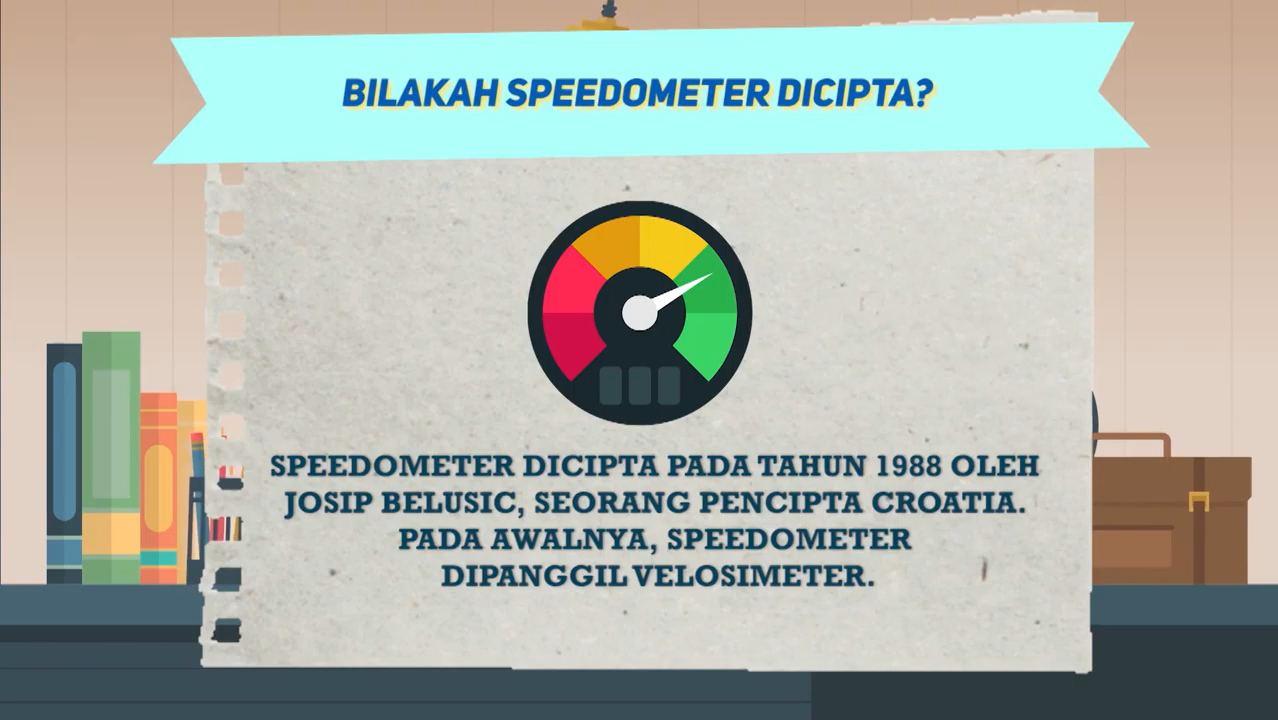 BILAKAH SPEEDOMETER DICIPTA?
SPEEDOMETER DICIPTA PADA TAHUN 1988 OLEH
JOSIP BELUSIC, SEORANG PENCIPTA CROATIA.
PADA AWALNYA, SPEEDOMETER
DIPANGGIL VELOSIMETER.